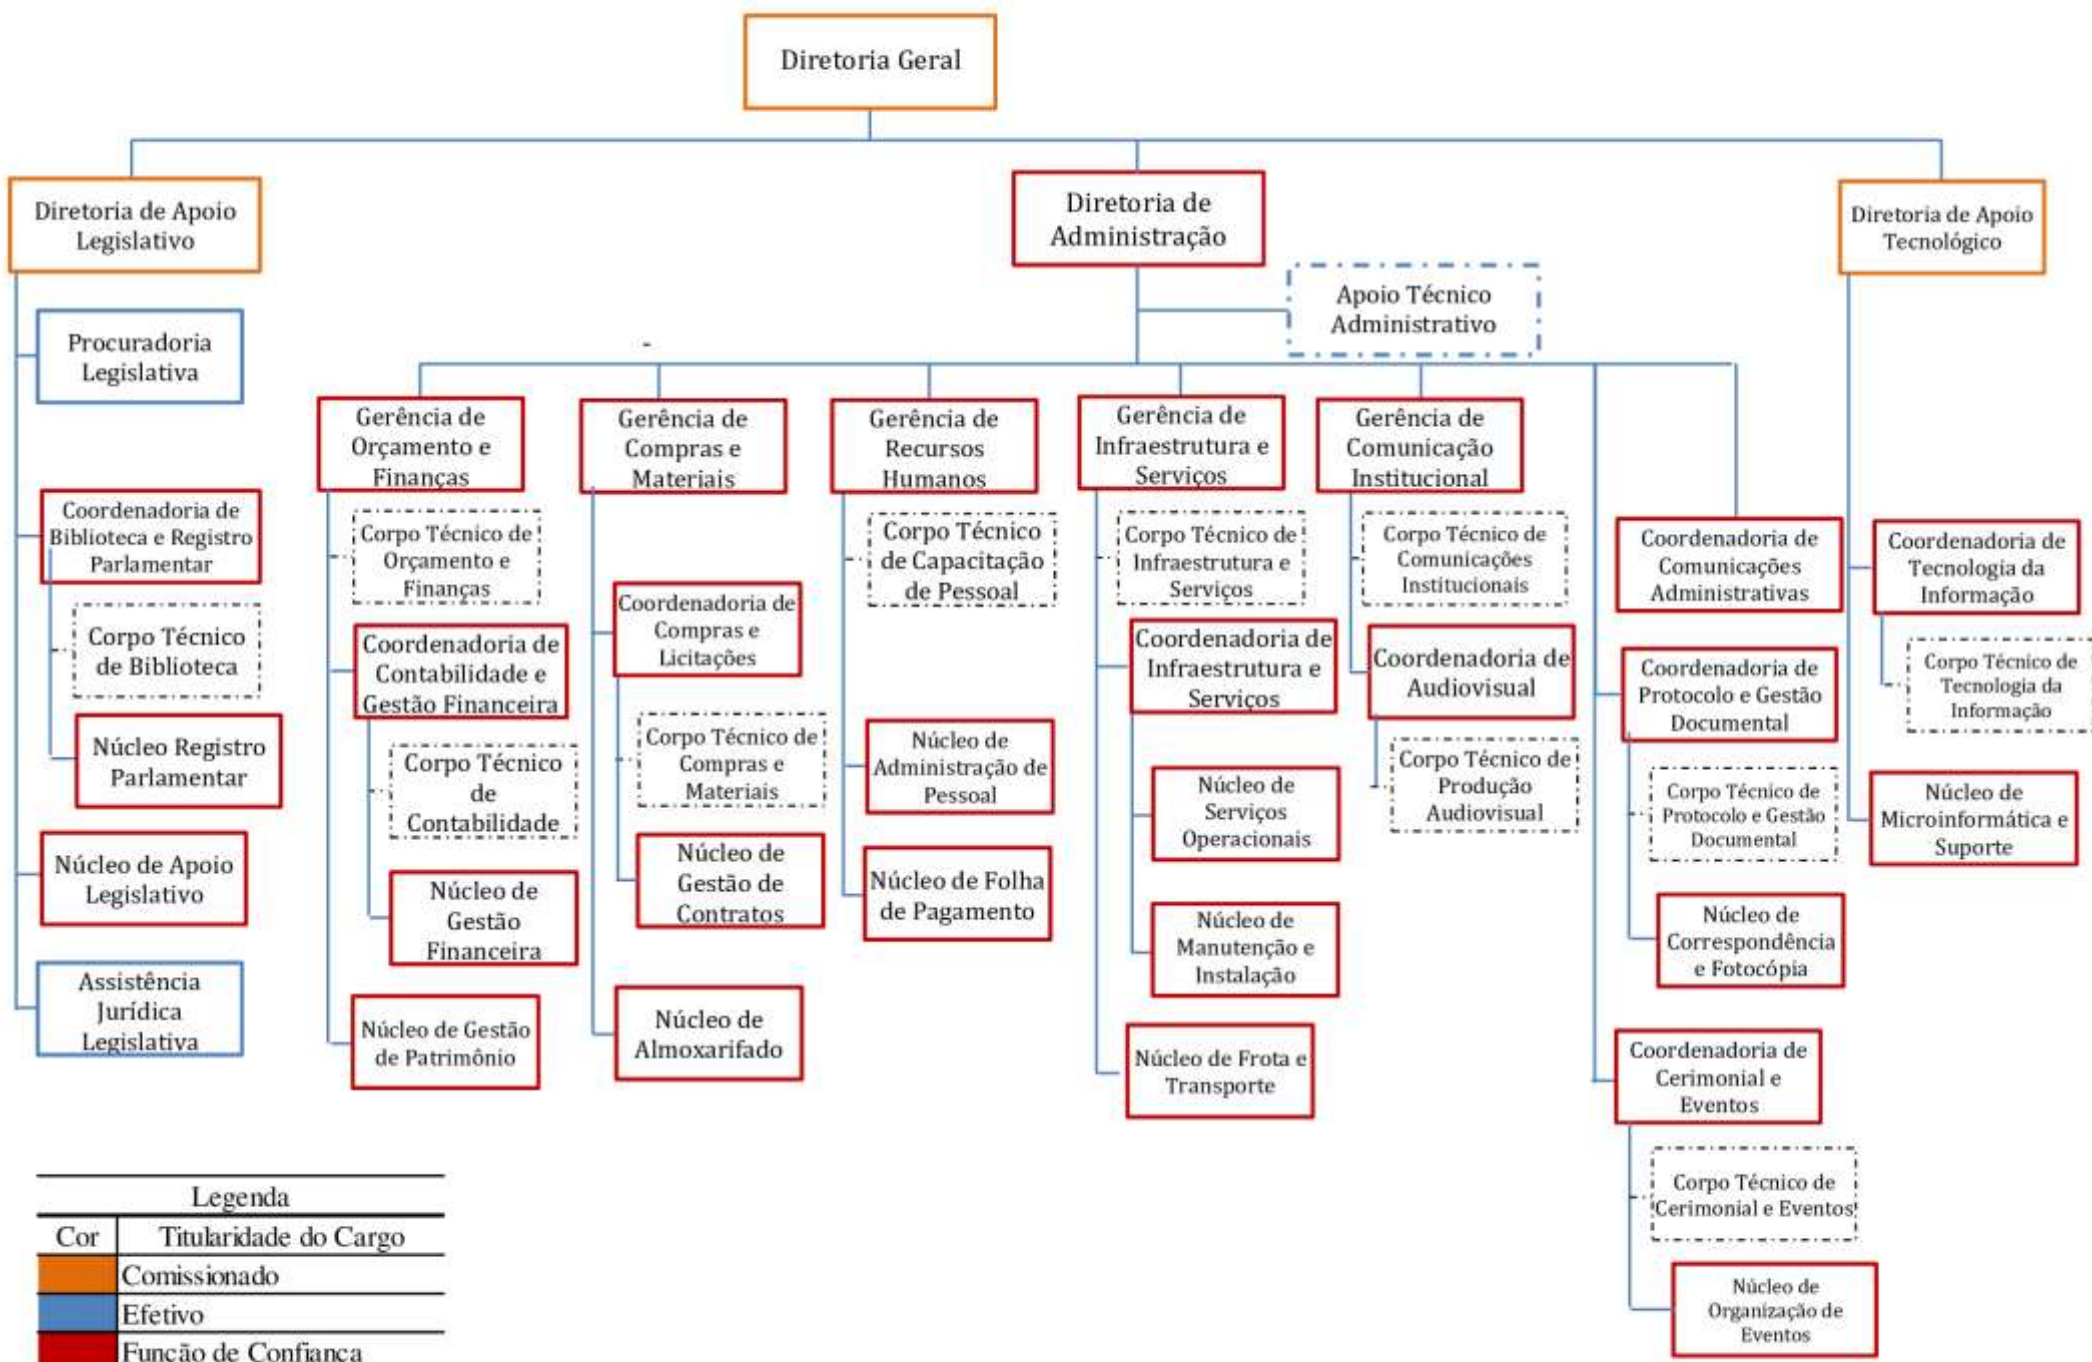 Diretoria Geral
Diretoria de Apoio
Legislativo
Diretoria de
Administração
Diretoria de Apoio
Tecnológico
Apoio Técnico
Administrativo
Procuradoria
Legislativa
-
Coordenadoria de
Biblioteca e Registro
Parlamentar
Corpo Técnico
de Biblioteca
Núcleo Registro
Parlamentar
Núcleo de Apoio
Legislativo
Assistência
Jurídica
Legislativa
Gerência de
Orçamento e
Finanças
Corpo Técnico de
Orçamento e
Finanças
Coordenadoria de
Contabilidade e
Gestão Financeira
Corpo Técnico
de
Contabilidade
Núcleo de
Gestão
Financeira
Núcleo de Gestão
de Patrimônio
Gerência de
Compras e
Materiais
Coordenadoria de
Compras e
Licitações
Corpo Técnico de
Compras e
Materiais
Núcleo de
Gestão de
Contratos
Núcleo de
Almoxarifado
Gerência de
Recursos
Humanos
Corpo Técnico
de Capacitação
de Pessoal
Núcleo de
Administração de
Pessoal
Núcleo de Folha
de Pagamento
Gerência de
Infraestrutura e
Serviços
Corpo Técnico de
Infraestrutura e
Serviços
Coordenadoria de
Infraestrutura e
Serviços
Núcleo de
Serviços
Operacionais
Núcleo de
Manutenção e
Instalação
Núcleo de Frota e
Transporte
Gerência de
Comunicação
Institucional
Corpo Técnico de
Comunicações
Institucionais
Coordenadoria de
Audiovisual
Corpo Técnico de
Produção
Audiovisual
Coordenadoria de
Comunicações
Administrativas
Coordenadoria de
Protocolo e Gestão
Documental
Corpo Técnico de
Protocolo e Gestão
Documental
Núcleo de
Correspondência
e Fotocópia
Coordenadoria de
Cerimonial e
Eventos
Corpo Técnico de
Cerimonial e Eventos
Núcleo de
Organização de
Eventos
Coordenadoria de
Tecnologia da
Informação
Corpo Técnico de
Tecnologia da
Informação
Núcleo de
Microinformática e
Suporte
Legenda
Cor Titularidade do Cargo
Comissionado
Efetivo
Função de Confiança